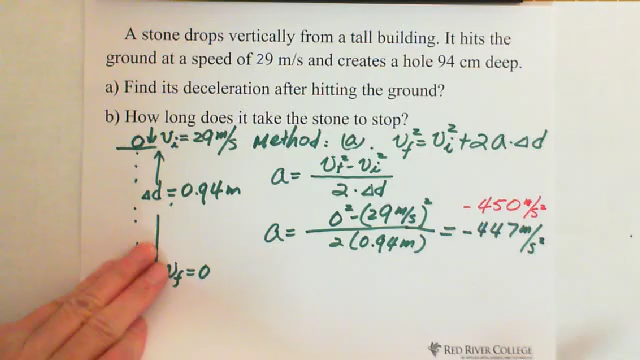 A stone drops vertically from a tall building. It hits the
ground at a speed of 29 m/s and creates a hole 94 cm deep.
a) Find its deceleration after hitting the ground?
b) How long does it take the stone to stop?
0↓ vi = 29 m/s Method: (a). vf² = vi² + 2a·Δd
a = (vf² - vi²) / (2·Δd)
Δd = 0.94m
a = (0² - (29 m/s)²) / (2(0.94m)) = -447 m/s²
-450 m/s²
vf = 0
RED RIVER COLLEGE